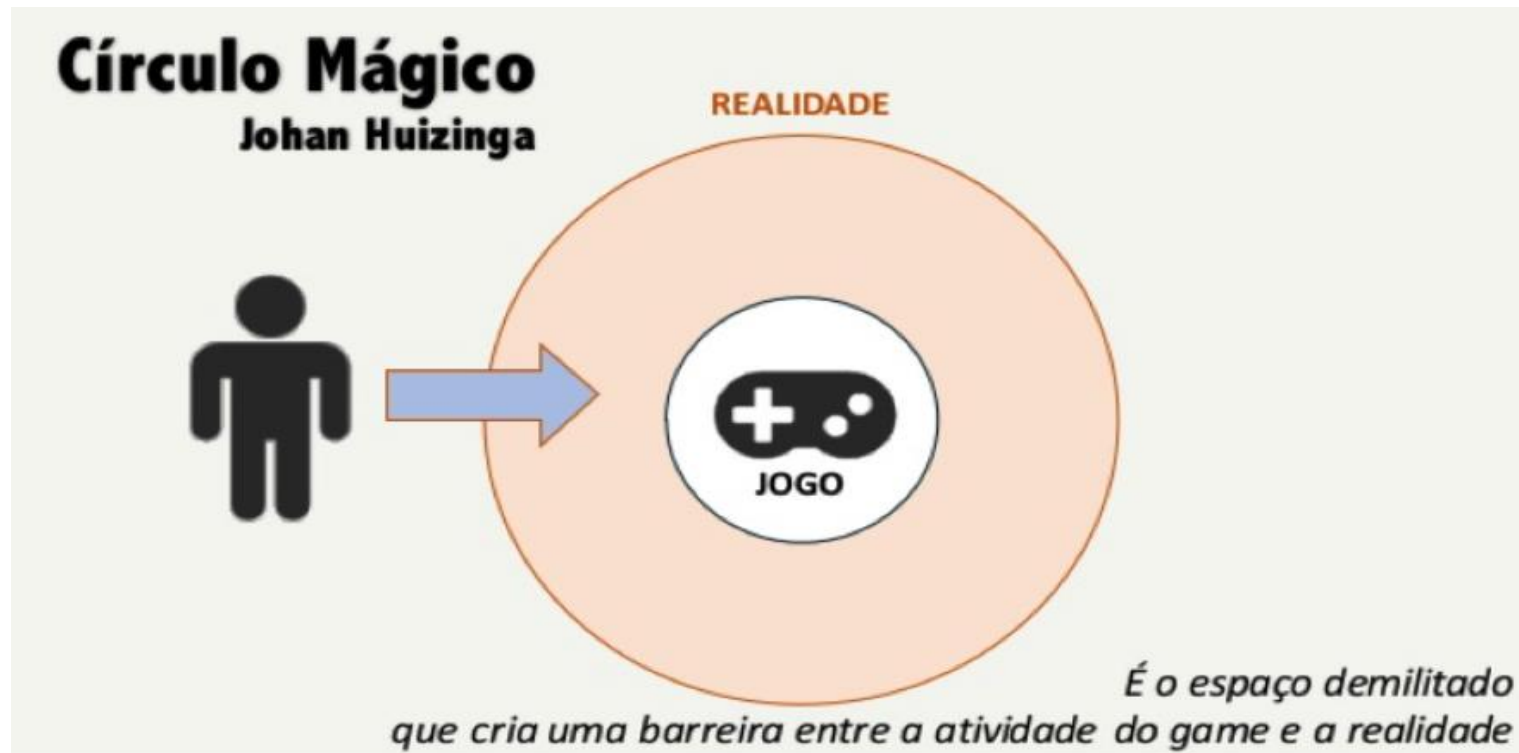 Círculo Mágico
Johan Huizinga
REALIDADE
JOGO
É o espaço demilitado
que cria uma barreira entre a atividade do game e a realidade